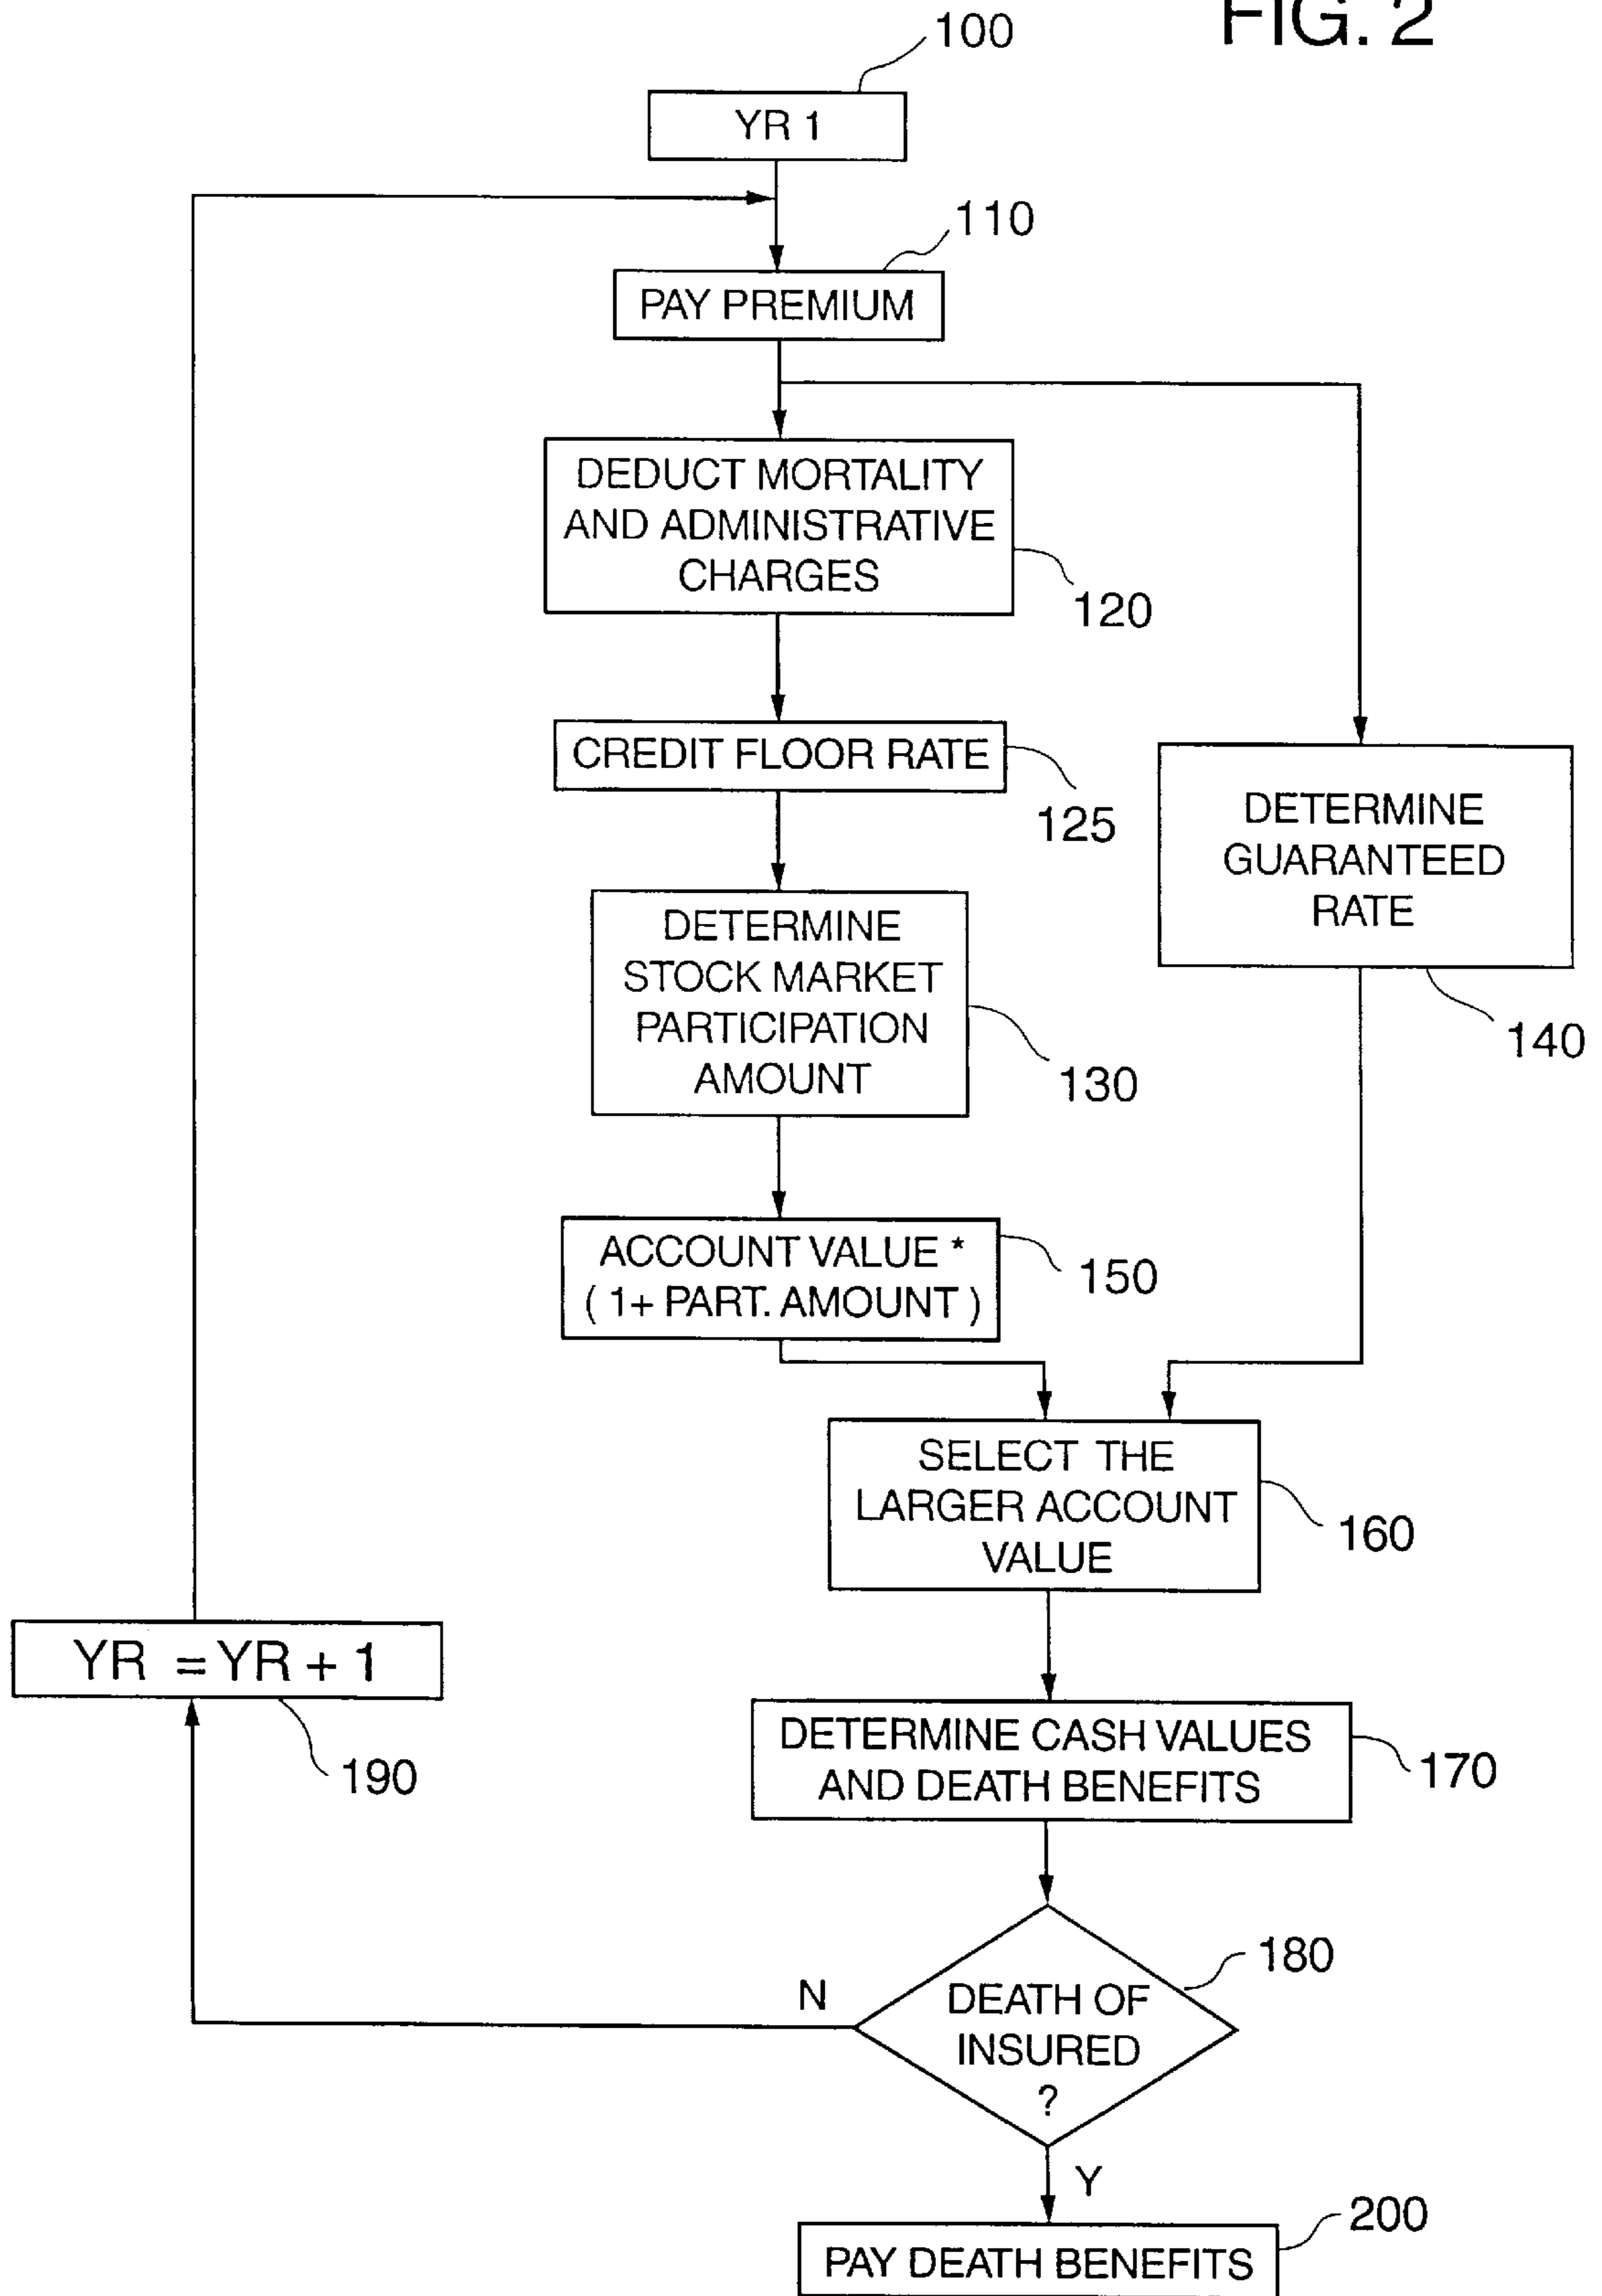 FIG. 2
100
YR 1
110
PAY PREMIUM
DEDUCT MORTALITY
AND ADMINISTRATIVE
CHARGES
120
CREDIT FLOOR RATE
125
DETERMINE
GUARANTEED
RATE
140
DETERMINE
STOCK MARKET
PARTICIPATION
AMOUNT
130
ACCOUNT VALUE *
( 1+ PART. AMOUNT )
150
SELECT THE
LARGER ACCOUNT
VALUE
160
YR = YR + 1
190
DETERMINE CASH VALUES
AND DEATH BENEFITS
170
180
N
DEATH OF
INSURED
?
Y
200
PAY DEATH BENEFITS